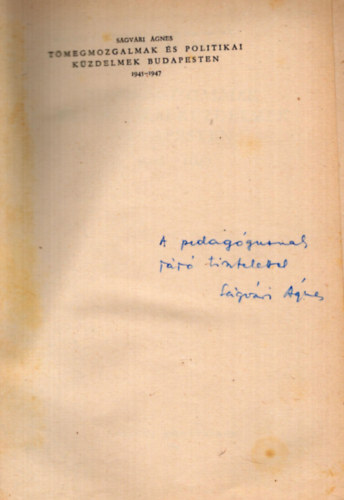 SÁGVÁRI ÁGNES
TÖMEGMOZGALMAK ÉS POLITIKAI
KÜZDELMEK BUDAPESTEN
1945-1947
A pedagógusnak
járó tisztelettel
Ságvári Ágnes